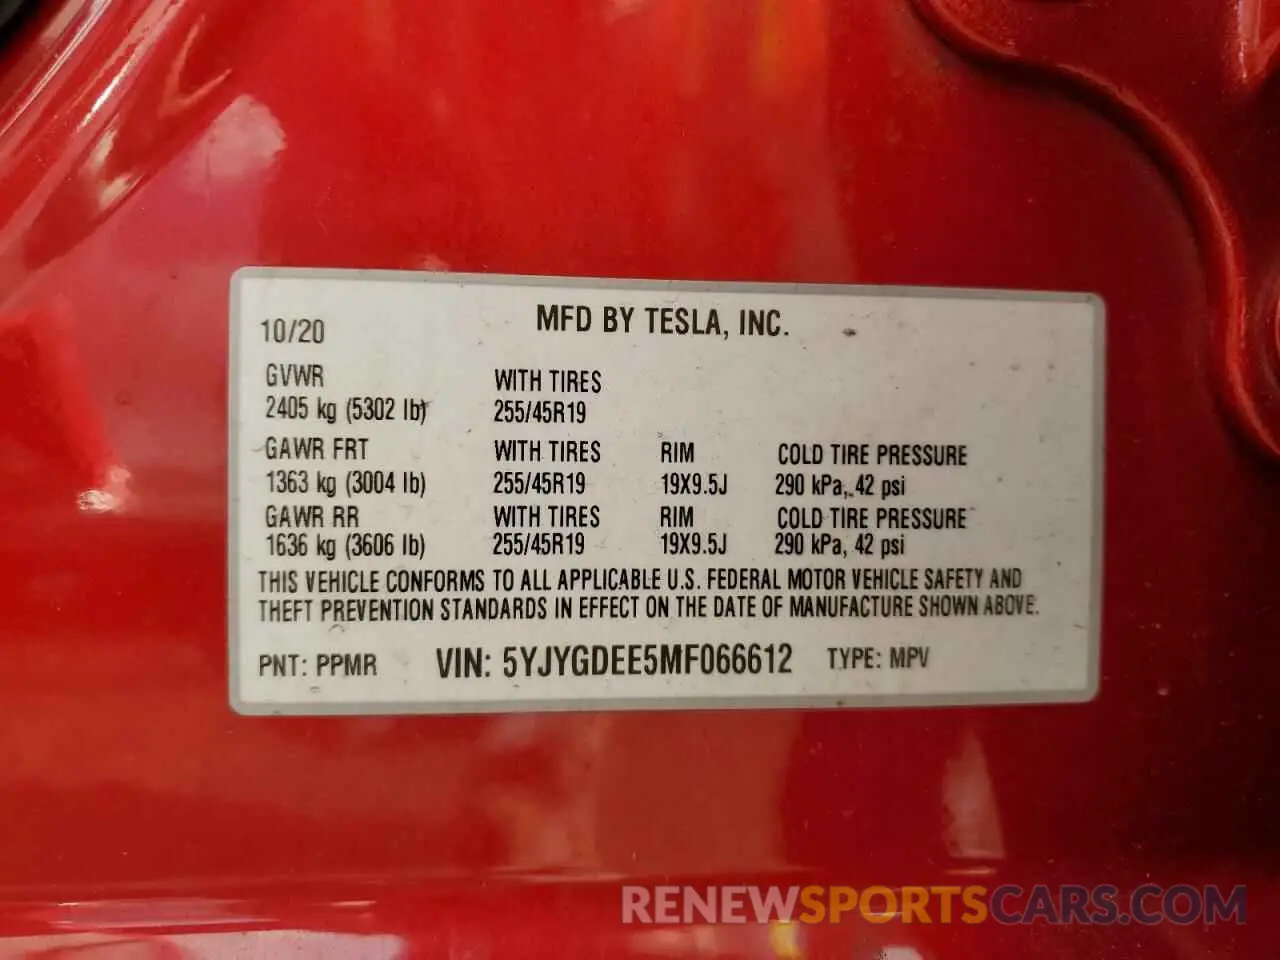 10/20 MFD BY TESLA, INC.
GVWR WITH TIRES
2405 kg (5302 lb) 255/45R19
GAWR FRT WITH TIRES RIM COLD TIRE PRESSURE
1363 kg (3004 lb) 255/45R19 19X9.5J 290 kPa, 42 psi
GAWR RR WITH TIRES RIM COLD TIRE PRESSURE
1636 kg (3606 lb) 255/45R19 19X9.5J 290 kPa, 42 psi
THIS VEHICLE CONFORMS TO ALL APPLICABLE U.S. FEDERAL MOTOR VEHICLE SAFETY AND
THEFT PREVENTION STANDARDS IN EFFECT ON THE DATE OF MANUFACTURE SHOWN ABOVE.
PNT: PPMR VIN: 5YJYGDEE5MF066612 TYPE: MPV
RENEWSPORTSCARS.COM